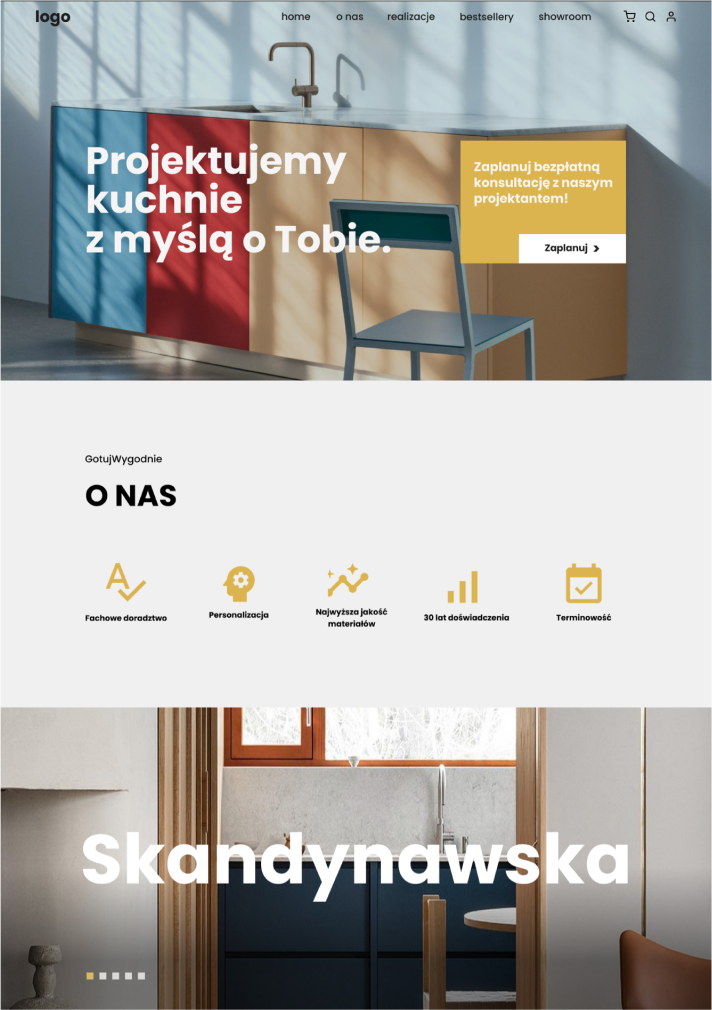 logo
home o nas realizacje bestsellery showroom
Projektujemy
kuchnie
z myślą o Tobie.
Zaplanuj bezpłatną
konsultację z naszym
projektantem!
Zaplanuj
GotujWygodnie
O NAS
Fachowe doradztwo
Personalizacja
Najwyższa jakość
materiałów
30 lat doświadczenia
Terminowość
Skandynawska